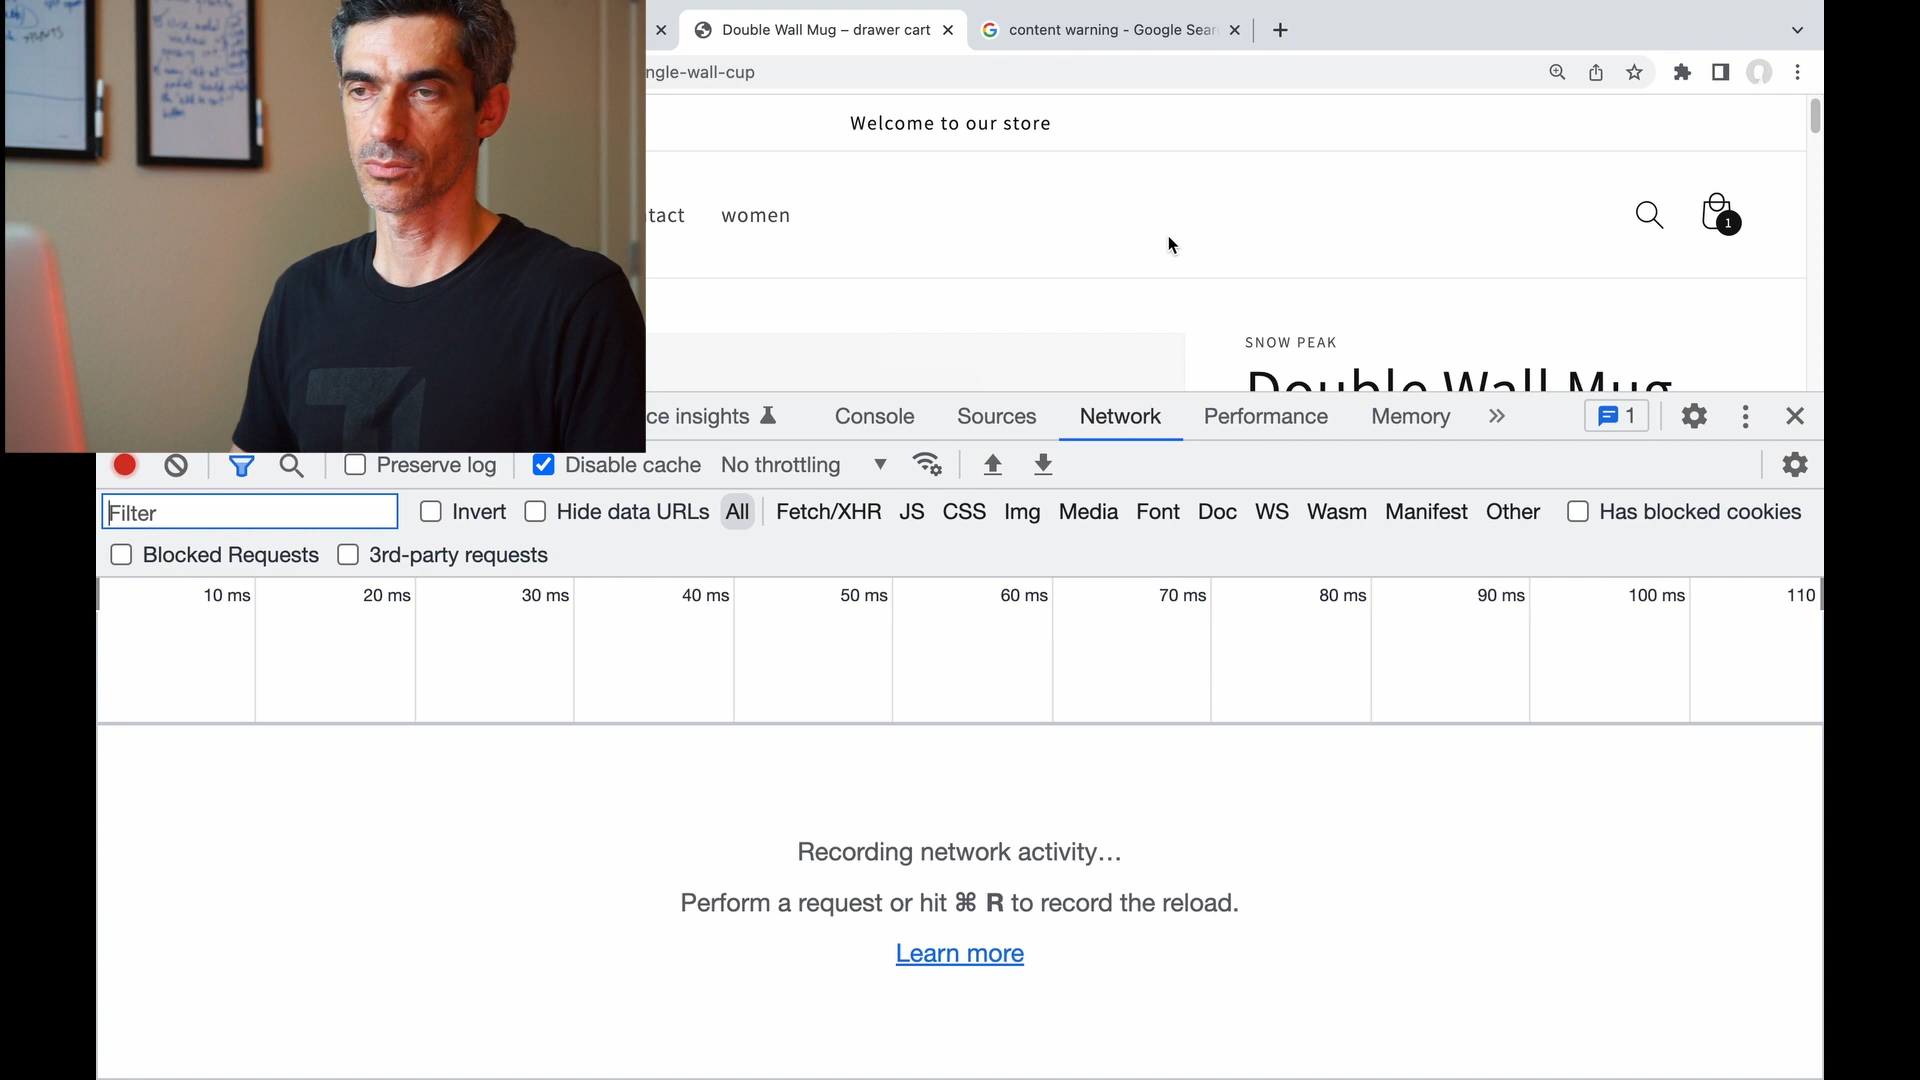 Double Wall Mug – drawer cart
content warning - Google Sear
ngle-wall-cup
Welcome to our store
tact
women
1
SNOW PEAK
Double Wall Mug
ce insights
Console
Sources
Network
Performance
Memory
1
Preserve log
Disable cache
No throttling
Filter
Invert
Hide data URLs
All
Fetch/XHR
JS
CSS
Img
Media
Font
Doc
WS
Wasm
Manifest
Other
Has blocked cookies
Blocked Requests
3rd-party requests
10 ms
20 ms
30 ms
40 ms
50 ms
60 ms
70 ms
80 ms
90 ms
100 ms
110
Recording network activity…
Perform a request or hit ⌘ R to record the reload.
Learn more